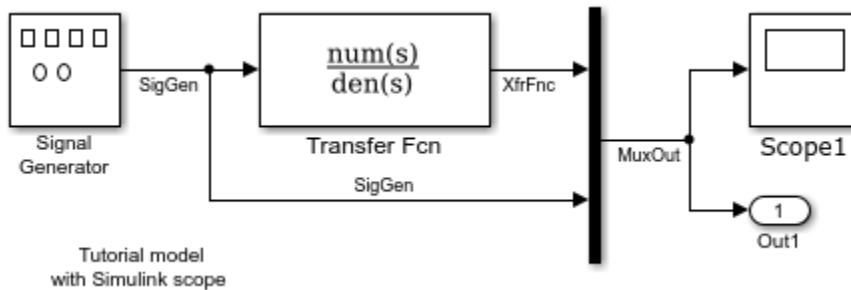 num(s)
den(s)
SigGen
XfrFnc
Signal
Generator
Transfer Fcn
SigGen
MuxOut
Scope1
1
Out1
Tutorial model
with Simulink scope